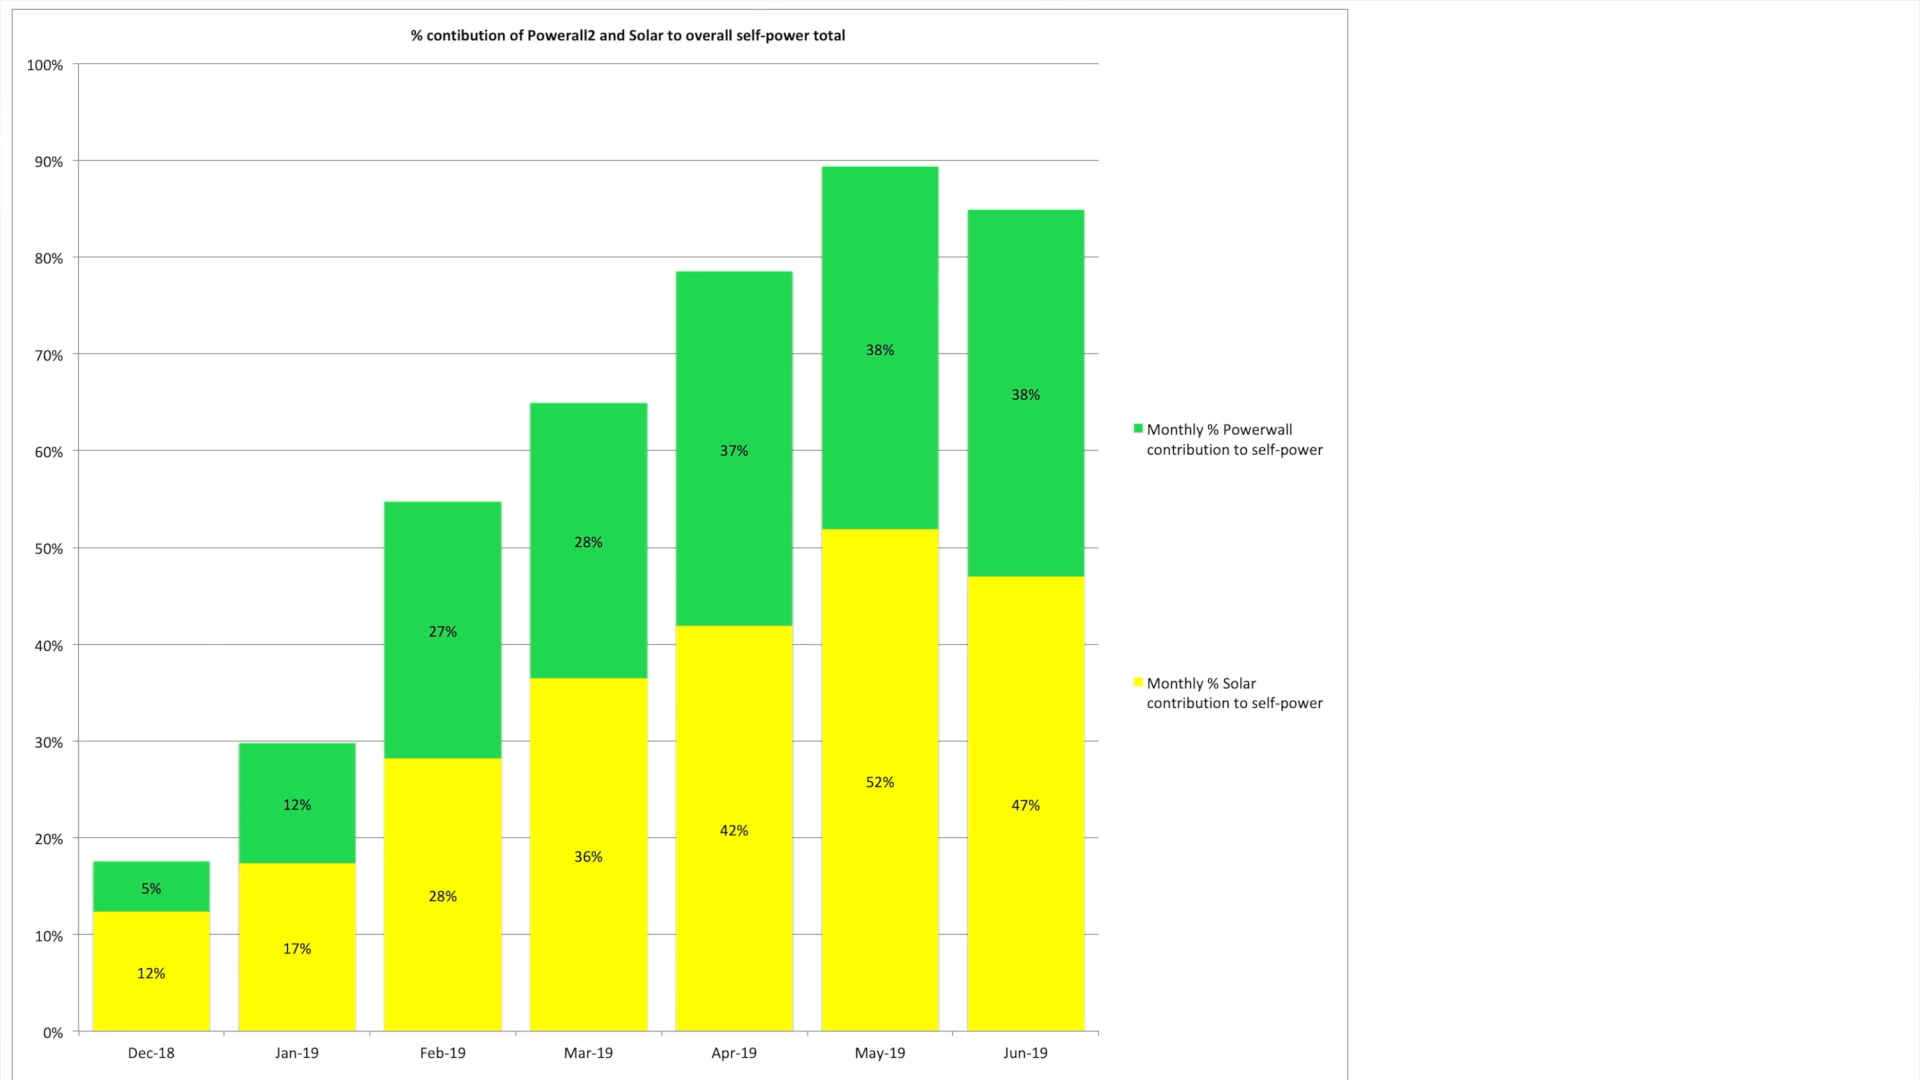 % contibution of Powerall2 and Solar to overall self-power total
100%
90%
80%
70%
60%
50%
40%
30%
20%
10%
0%
5%
12%
12%
17%
27%
28%
28%
36%
37%
42%
38%
52%
38%
47%
Dec-18
Jan-19
Feb-19
Mar-19
Apr-19
May-19
Jun-19
Monthly % Powerwall
contribution to self-power
Monthly % Solar
contribution to self-power